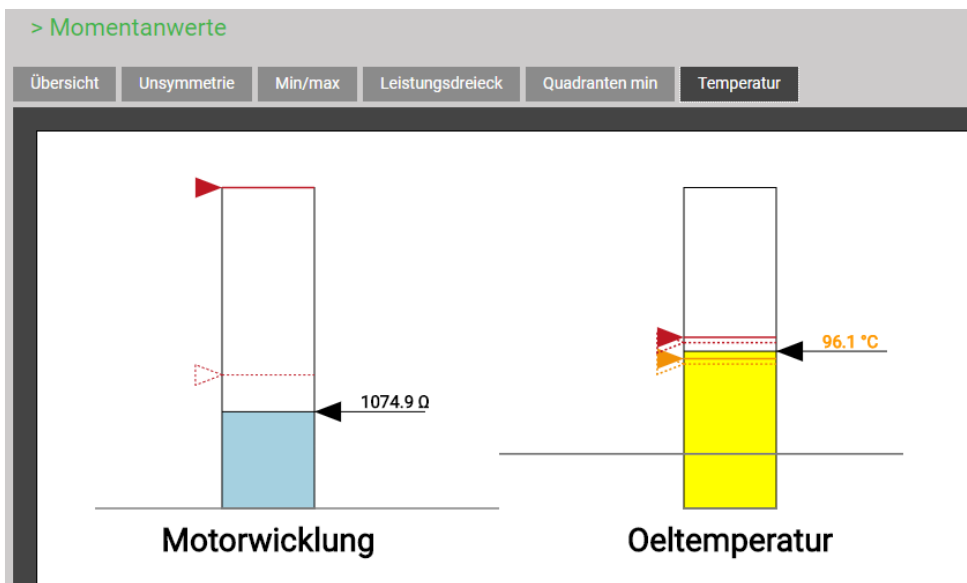 > Momentanwerte
Übersicht
Unsymmetrie
Min/max
Leistungsdreieck
Quadranten min
Temperatur
1074.9 Ω
96.1 °C
Motorwicklung
Oeltemperatur